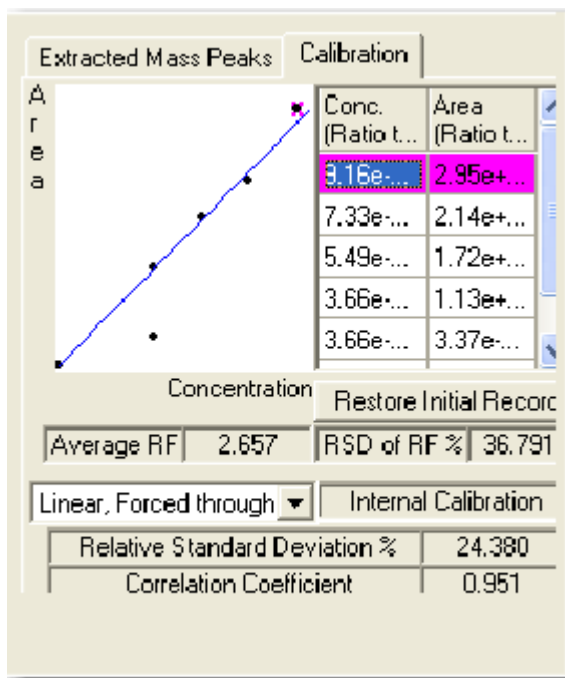 Extracted Mass Peaks Calibration
Area
Conc. (Ratio t... Area (Ratio t...
9.16e-... 2.95e+...
7.33e-... 2.14e+...
5.49e-... 1.72e+...
3.66e-... 1.13e+...
3.66e-... 3.37e-...
Concentration
Restore Initial Record
Average RF 2.657 RSD of RF % 36.791
Linear, Forced through Internal Calibration
Relative Standard Deviation % 24.380
Correlation Coefficient 0.951